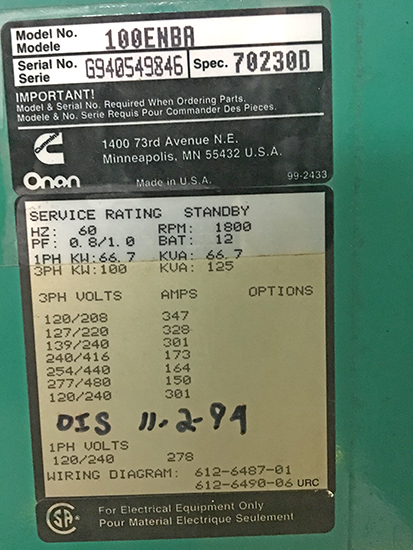 Model No.
Modele 100ENBA
Serial No. G940549846 Spec. 70230D
Serie
IMPORTANT!
Model & Serial No. Required When Ordering Parts.
Modele & No. Serie Requis Pour Commander Des Pieces.
1400 73rd Avenue N.E.
Minneapolis, MN 55432 U.S.A.
Onan Made in U.S.A. 99-2433
SERVICE RATING STANDBY
HZ: 60 RPM: 1800
PF: 0.8/1.0 BAT: 12
1PH KW:66.7 KVA: 66.7
3PH KW:100 KVA: 125
3PH VOLTS AMPS OPTIONS
120/208 347
127/220 328
139/240 301
240/416 173
254/440 164
277/480 150
120/240 301
DIS 11-2-94
1PH VOLTS
120/240 278
WIRING DIAGRAM: 612-6487-01
612-6490-06 URC
SA For Electrical Equipment Only
Pour Material Electrique Seulement